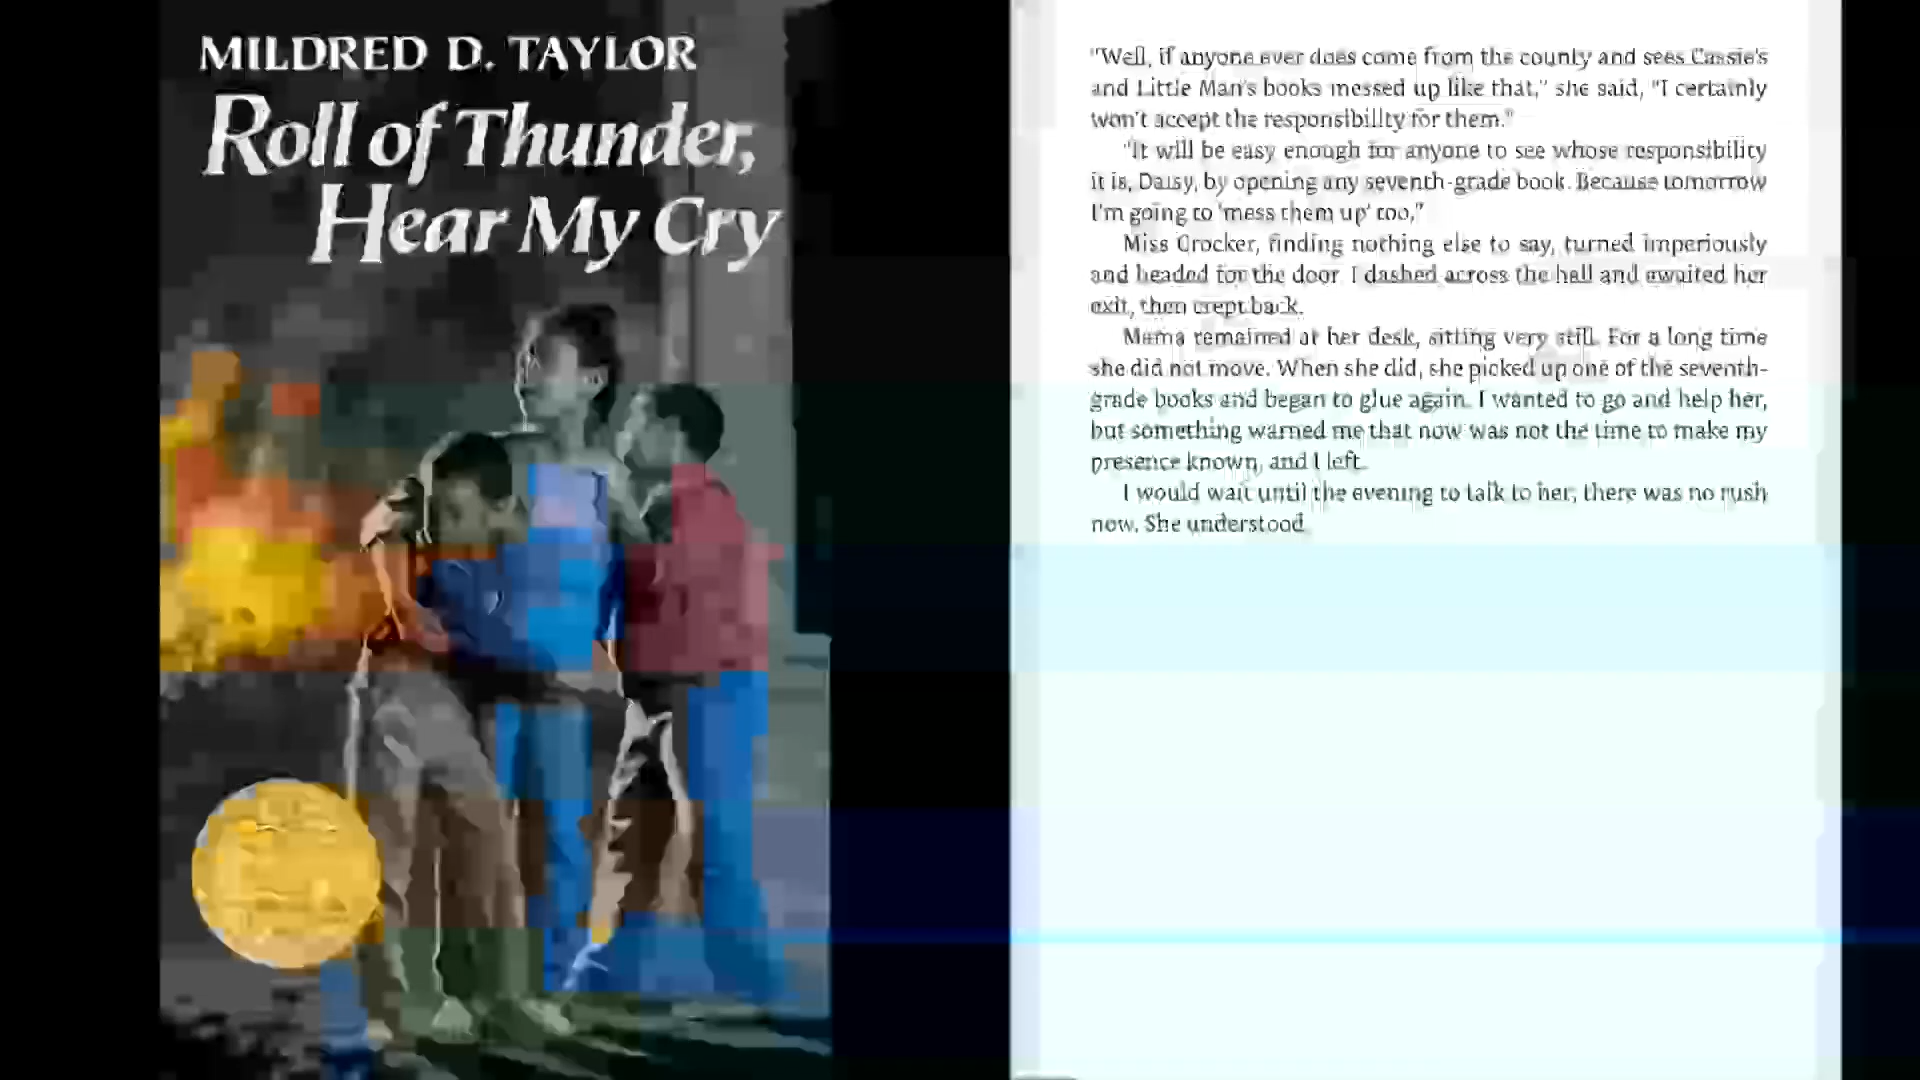 MILDRED D. TAYLOR
Roll of Thunder,
Hear My Cry
"Well, if anyone ever does come from the county and sees Cassie's
and Little Man's books messed up like that," she said, "I certainly
won't accept the responsibility for them."
"It will be easy enough for anyone to see whose responsibility
it is, Daisy, by opening any seventh-grade book. Because tomorrow
I'm going to 'mess them up' too."
Miss Crocker, finding nothing else to say, turned imperiously
and headed for the door. I dashed across the hall and awaited her
exit, then crept back.
Mama remained at her desk, sitting very still. For a long time
she did not move. When she did, she picked up one of the seventh-
grade books and began to glue again. I wanted to go and help her,
but something warned me that now was not the time to make my
presence known, and I left.
I would wait until the evening to talk to her; there was no rush
now. She understood.